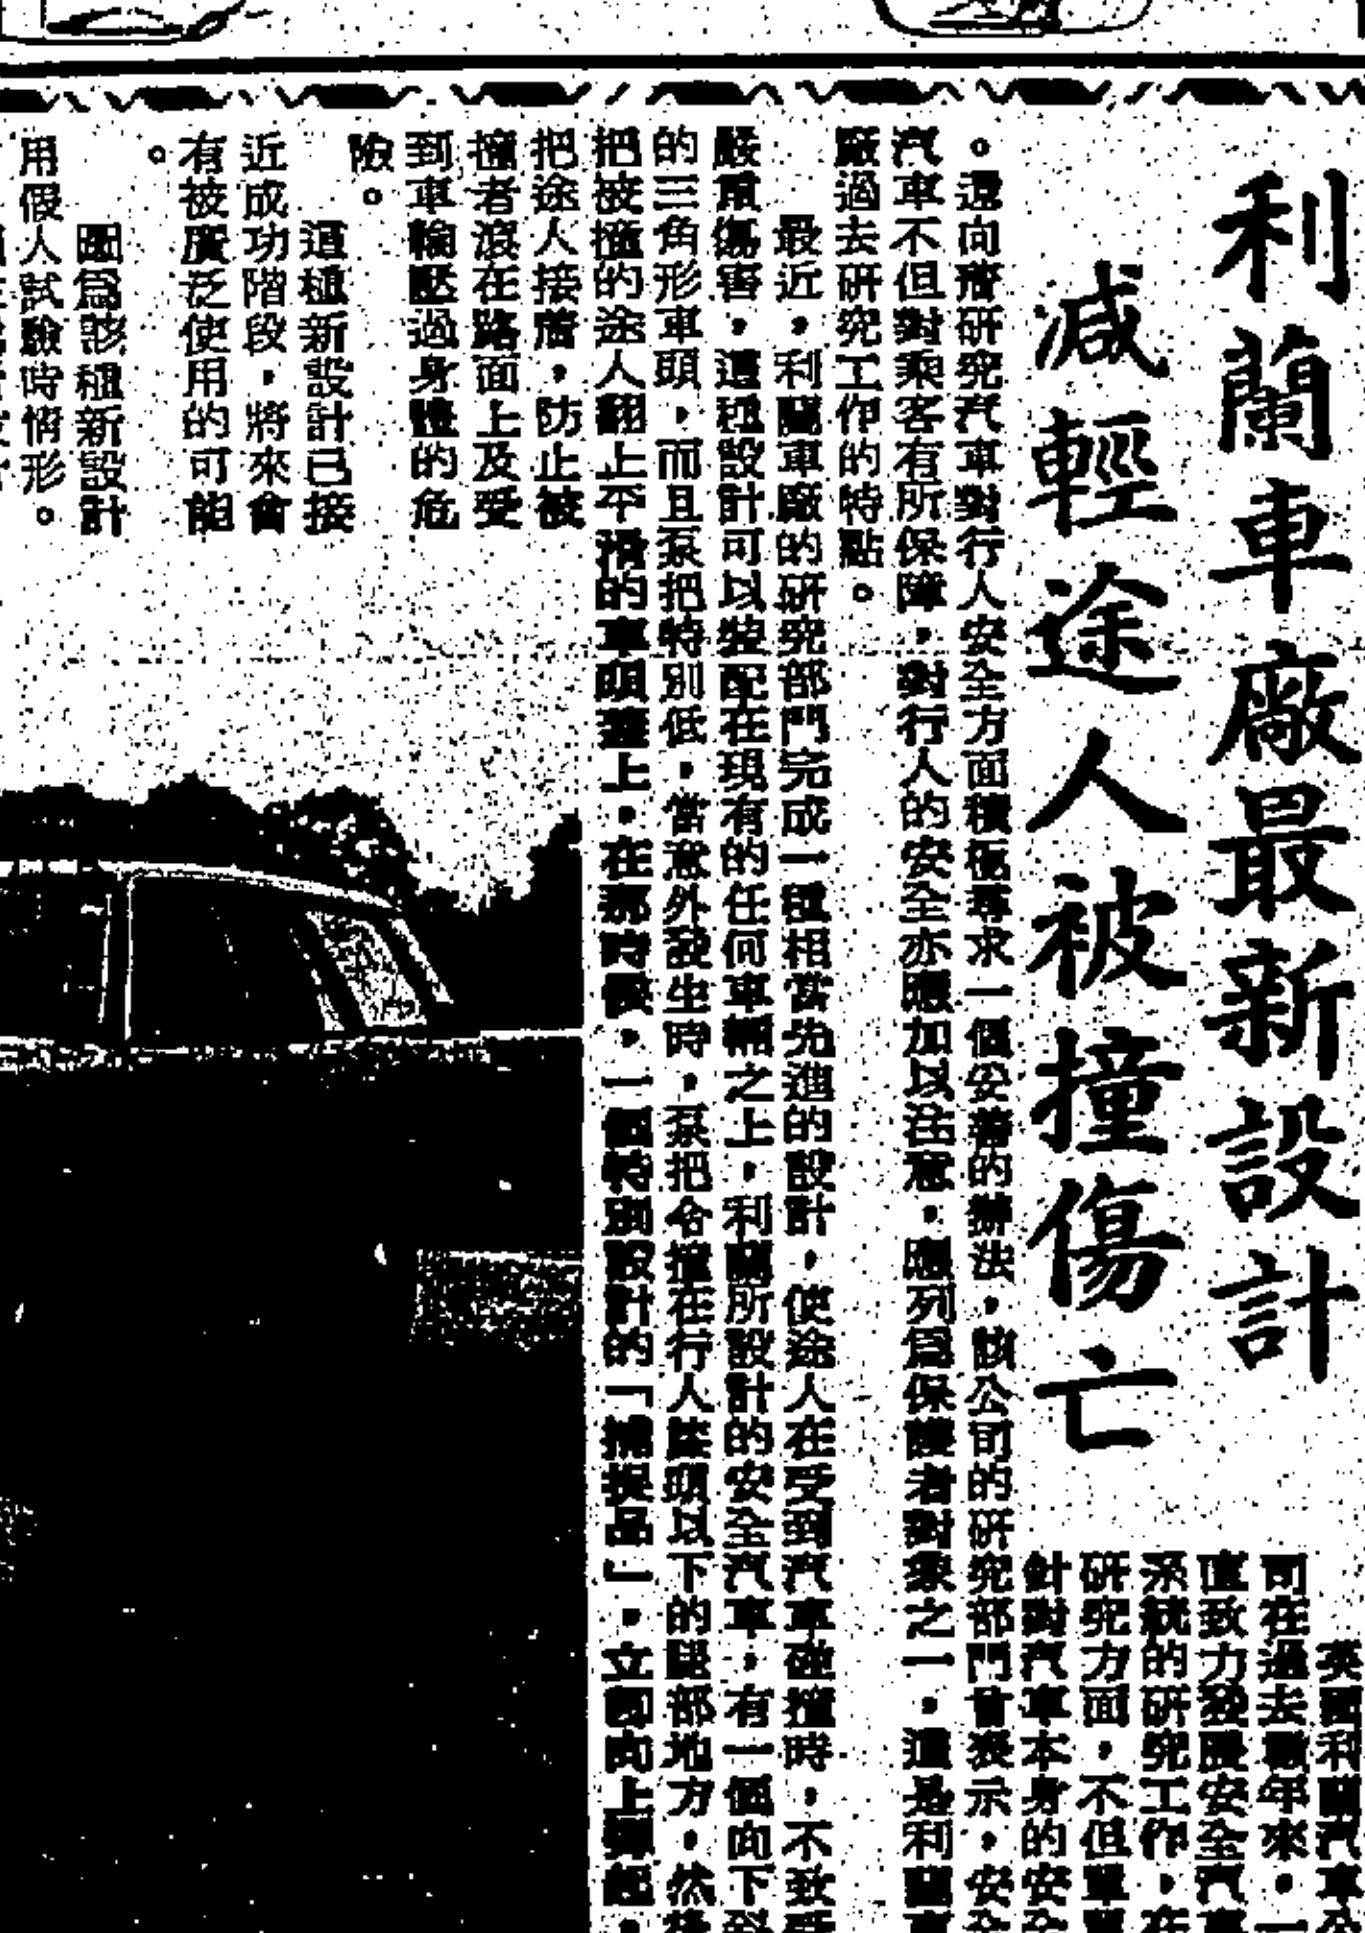 利蘭車廠最新設計
減輕途人被撞傷亡
英國利蘭汽車公
司在過去數年來，一
直致力發展安全汽車
系統的研究工作，在
研究方面，不但單單
針對汽車本身的安全
。還向着研究汽車對行人安全方面積極尋求一個妥善的辦法，該公司的研究部門曾表示，安全
汽車不但對乘客有所保障，對行人的安全亦應加以注意，應列爲保護者對象之一，這是利蘭車
廠過去研究工作的特點。
最近，利蘭車廠的研究部門完成一種相當先進的設計，使途人在受到汽車碰撞時，不致受
嚴重傷害，這種設計可以裝配在現有的任何車輛之上，利蘭所設計的安全汽車，有一個向下
的三角形車頭，而且泵把特別低，當意外發生時，泵把令撞在行人膝頭以下的腿部地方，然後
把被撞的途人翻上平滑的車頭蓋上，在那時候，一個特別設計的「捕捉器」，立即向上彈起，
把途人接着，防止被
撞者滾在路面上及受
到車輪壓過身體的危
險。
這種新設計已接
近成功階段，將來會
有被廣泛使用的可能
。
圖爲該種新設計
用假人試驗時情形。